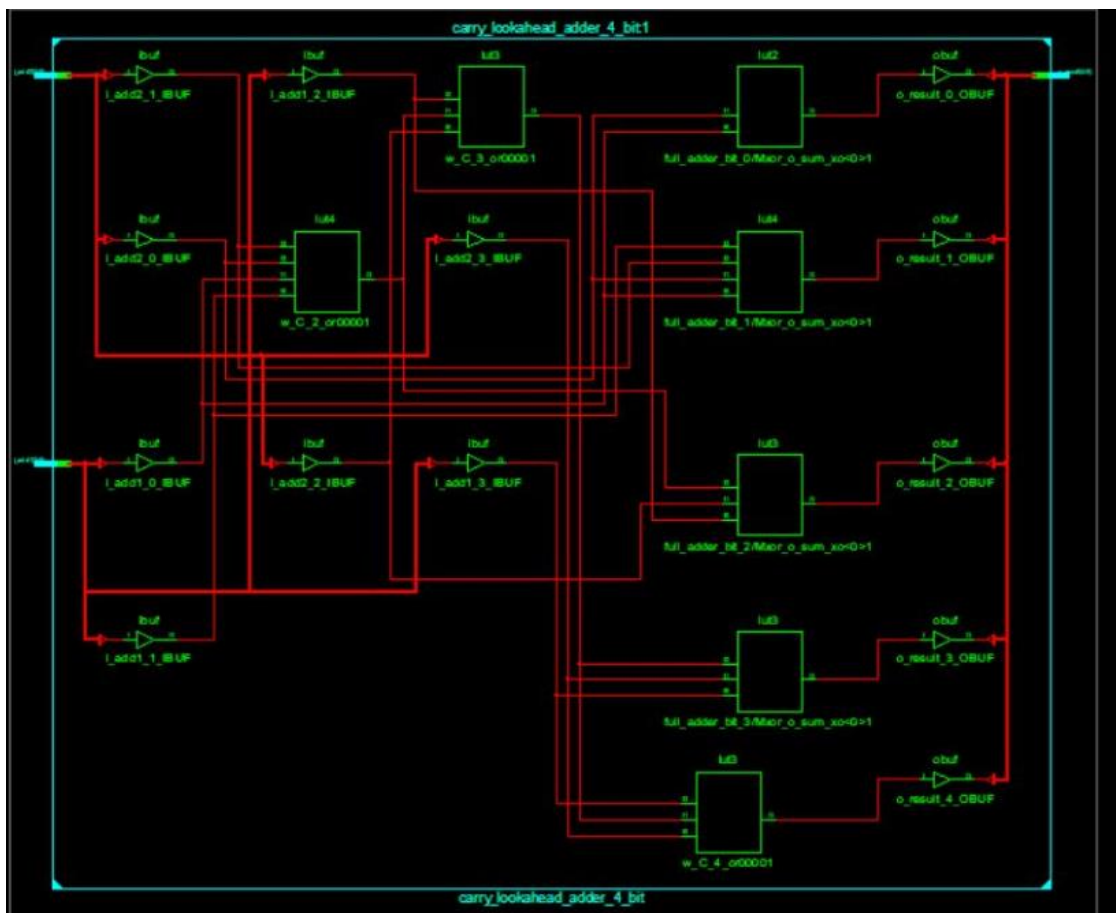 carry_lookahead_adder_4_bit1
ibuf
i_add2_1_IBUF
ibuf
i_add1_2_IBUF
lut3
w_C_3_or00001
lut2
full_adder_bit_0/Mxor_o_sum_xo<0>1
obuf
o_result_0_OBUF
ibuf
i_add2_0_IBUF
lut4
w_C_2_or00001
ibuf
i_add2_3_IBUF
lut4
full_adder_bit_1/Mxor_o_sum_xo<0>1
obuf
o_result_1_OBUF
ibuf
i_add1_0_IBUF
ibuf
i_add2_2_IBUF
ibuf
i_add1_3_IBUF
lut3
full_adder_bit_2/Mxor_o_sum_xo<0>1
obuf
o_result_2_OBUF
ibuf
i_add1_1_IBUF
lut3
full_adder_bit_3/Mxor_o_sum_xo<0>1
obuf
o_result_3_OBUF
lut3
w_C_4_or00001
obuf
o_result_4_OBUF
carry_lookahead_adder_4_bit